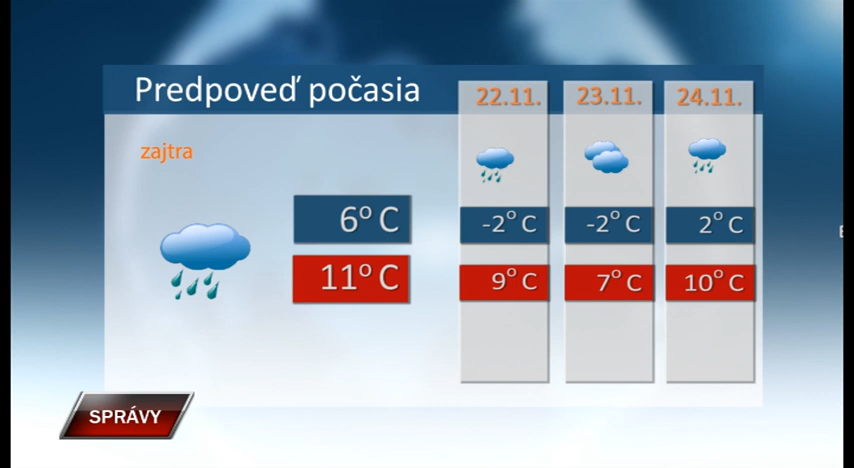 Predpoveď počasia
zajtra
6° C
11° C
22.11.
-2° C
9° C
23.11.
-2° C
7° C
24.11.
2° C
10° C
SPRÁVY